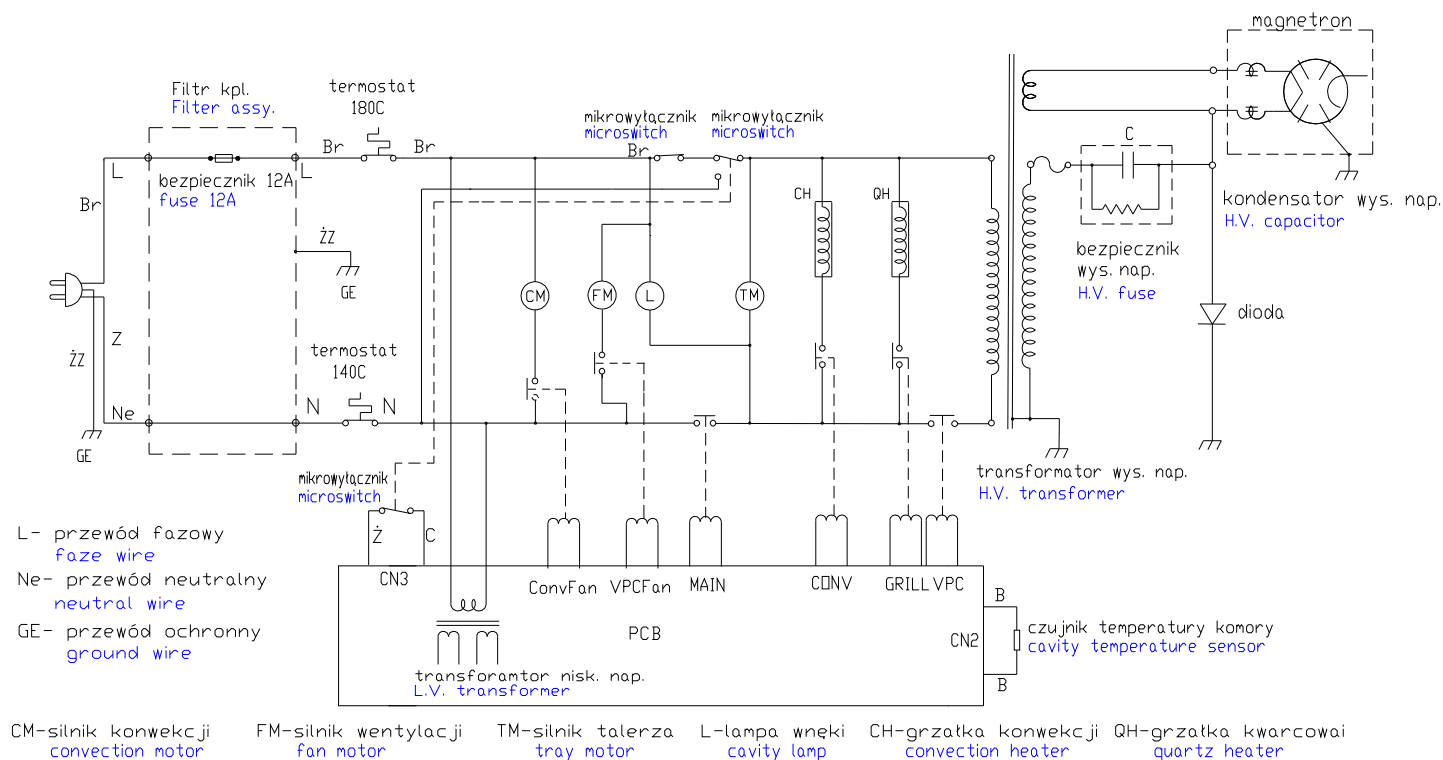 magnetron
Filtr kpl.
Filter assy.
termostat
180C
mikrowyłącznik
microswitch
mikrowyłącznik
microswitch
Br
Br
Br
C
L
bezpiecznik 12A
fuse 12A
L
CH
QH
kondensator wys. nap.
H.V. capacitor
Br
ŻZ
GE
bezpiecznik
wys. nap.
H.V. fuse
CM
FM
L
TM
dioda
Z
ŻZ
termostat
140C
Ne
N
N
GE
transformator wys. nap.
H.V. transformer
mikrowyłącznik
microswitch
Ż
C
L- przewód fazowy
faze wire
Ne- przewód neutralny
neutral wire
GE- przewód ochronny
ground wire
CN3
ConvFan
VPCFan
MAIN
CONV
GRILL
VPC
B
PCB
CN2
czujnik temperatury komory
cavity temperature sensor
B
transforamtor nisk. nap.
L.V. transformer
CM-silnik konwekcji
convection motor
FM-silnik wentylacji
fan motor
TM-silnik talerza
tray motor
L-lampa wnęki
cavity lamp
CH-grzałka konwekcji
convection heater
QH-grzałka kwarcowai
quartz heater